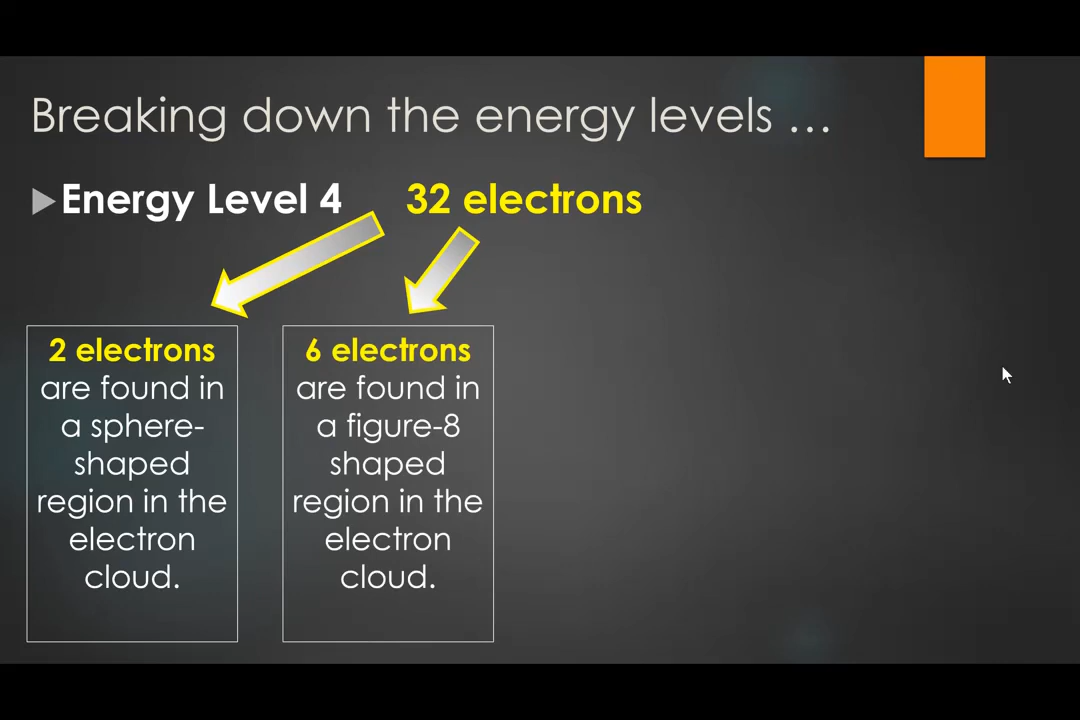 Breaking down the energy levels …
Energy Level 4 32 electrons
2 electrons
are found in
a sphere-
shaped
region in the
electron
cloud.
6 electrons
are found in
a figure-8
shaped
region in the
electron
cloud.